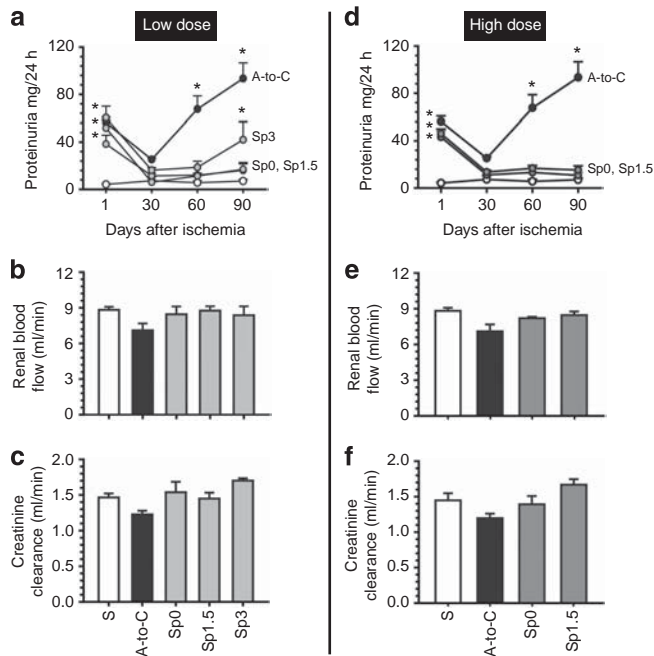 a
Low dose
Proteinuria mg/24 h
120
80
40
0
*
*
*
*
*
*
A-to-C
Sp3
Sp0, Sp1.5
1 30 60 90
Days after ischemia
b
Renal blood
flow (ml/min)
12
9
6
3
0
c
Creatinine
clearance (ml/min)
2.0
1.5
1.0
0.5
0.0
S
A-to-C
Sp0
Sp1.5
Sp3
d
High dose
Proteinuria mg/24 h
120
80
40
0
*
*
*
*
*
A-to-C
Sp0, Sp1.5
1 30 60 90
Days after ischemia
e
Renal blood
flow (ml/min)
12
9
6
3
0
f
Creatinine
clearance (ml/min)
2.0
1.5
1.0
0.5
0.0
S
A-to-C
Sp0
Sp1.5